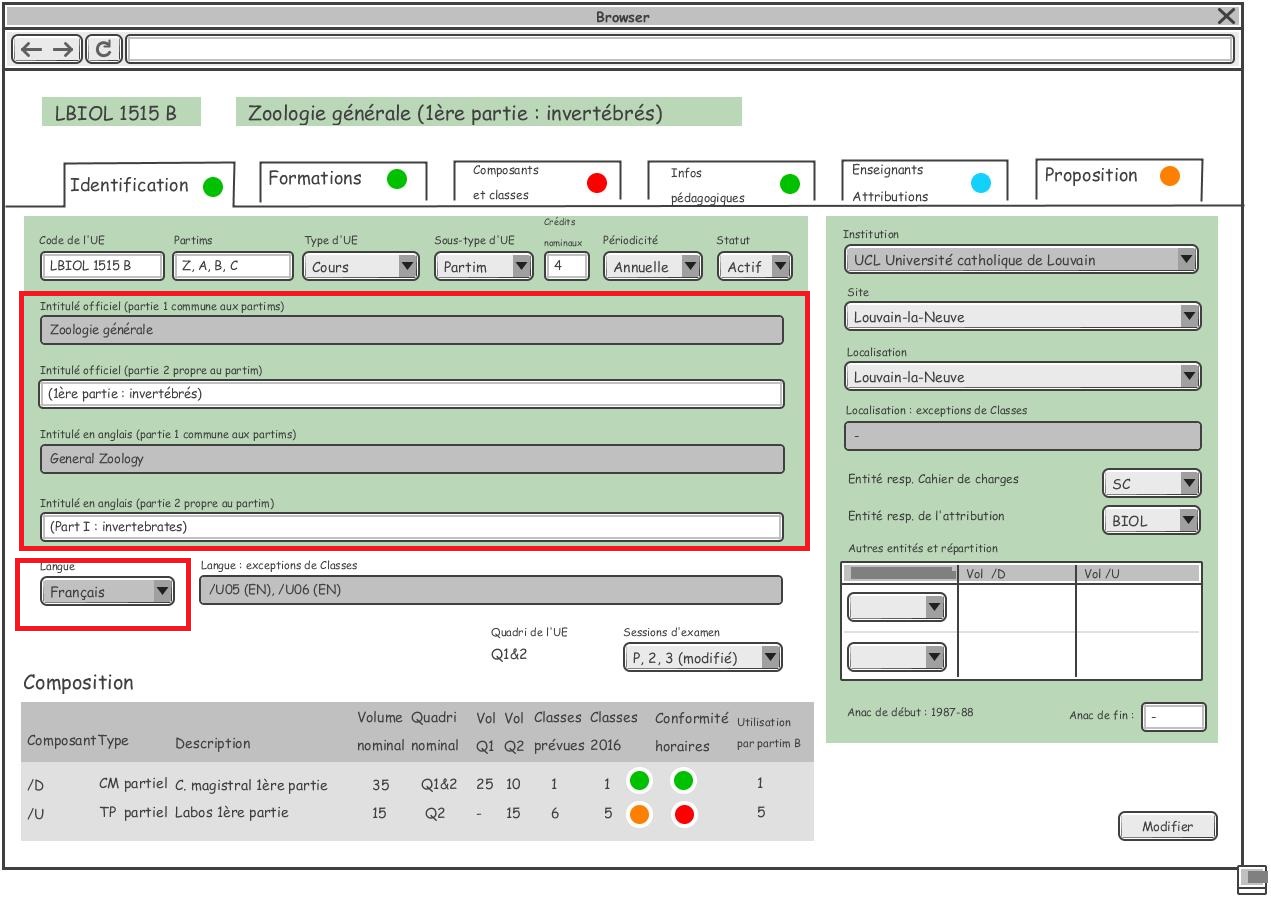 Browser
LBIOL 1515 B
Zoologie générale (1ère partie : invertébrés)
Identification
Formations
Composants
et classes
Infos
pédagogiques
Enseignants
Attributions
Proposition
Code de l'UE
Partims
Type d'UE
Sous-type d'UE
Crédits
nominaux
Périodicité
Statut
LBIOL 1515 B
Z, A, B, C
Cours
Partim
4
Annuelle
Actif
Intitulé officiel (partie 1 commune aux partims)
Zoologie générale
Intitulé officiel (partie 2 propre au partim)
(1ère partie : invertébrés)
Intitulé en anglais (partie 1 commune aux partims)
General Zoology
Intitulé en anglais (partie 2 propre au partim)
(Part I : invertebrates)
Langue
Français
Langue : exceptions de Classes
/U05 (EN), /U06 (EN)
Quadri de l'UE
Q1&2
Sessions d'examen
P, 2, 3 (modifié)
Institution
UCL Université catholique de Louvain
Site
Louvain-la-Neuve
Localisation
Louvain-la-Neuve
Localisation : exceptions de Classes
-
Entité resp. Cahier de charges
SC
Entité resp. de l'attribution
BIOL
Autres entités et répartition
Vol /D
Vol /U
Anac de début : 1987-88
Anac de fin :
-
Composition
Composant Type Description Volume nominal Quadri nominal Vol Q1 Vol Q2 Classes prévues Classes 2016 Conformité horaires Utilisation par partim B
/D CM partiel C. magistral 1ère partie 35 Q1&2 25 10 1 1 1
/U TP partiel Labos 1ère partie 15 Q2 - 15 6 5 5
Modifier